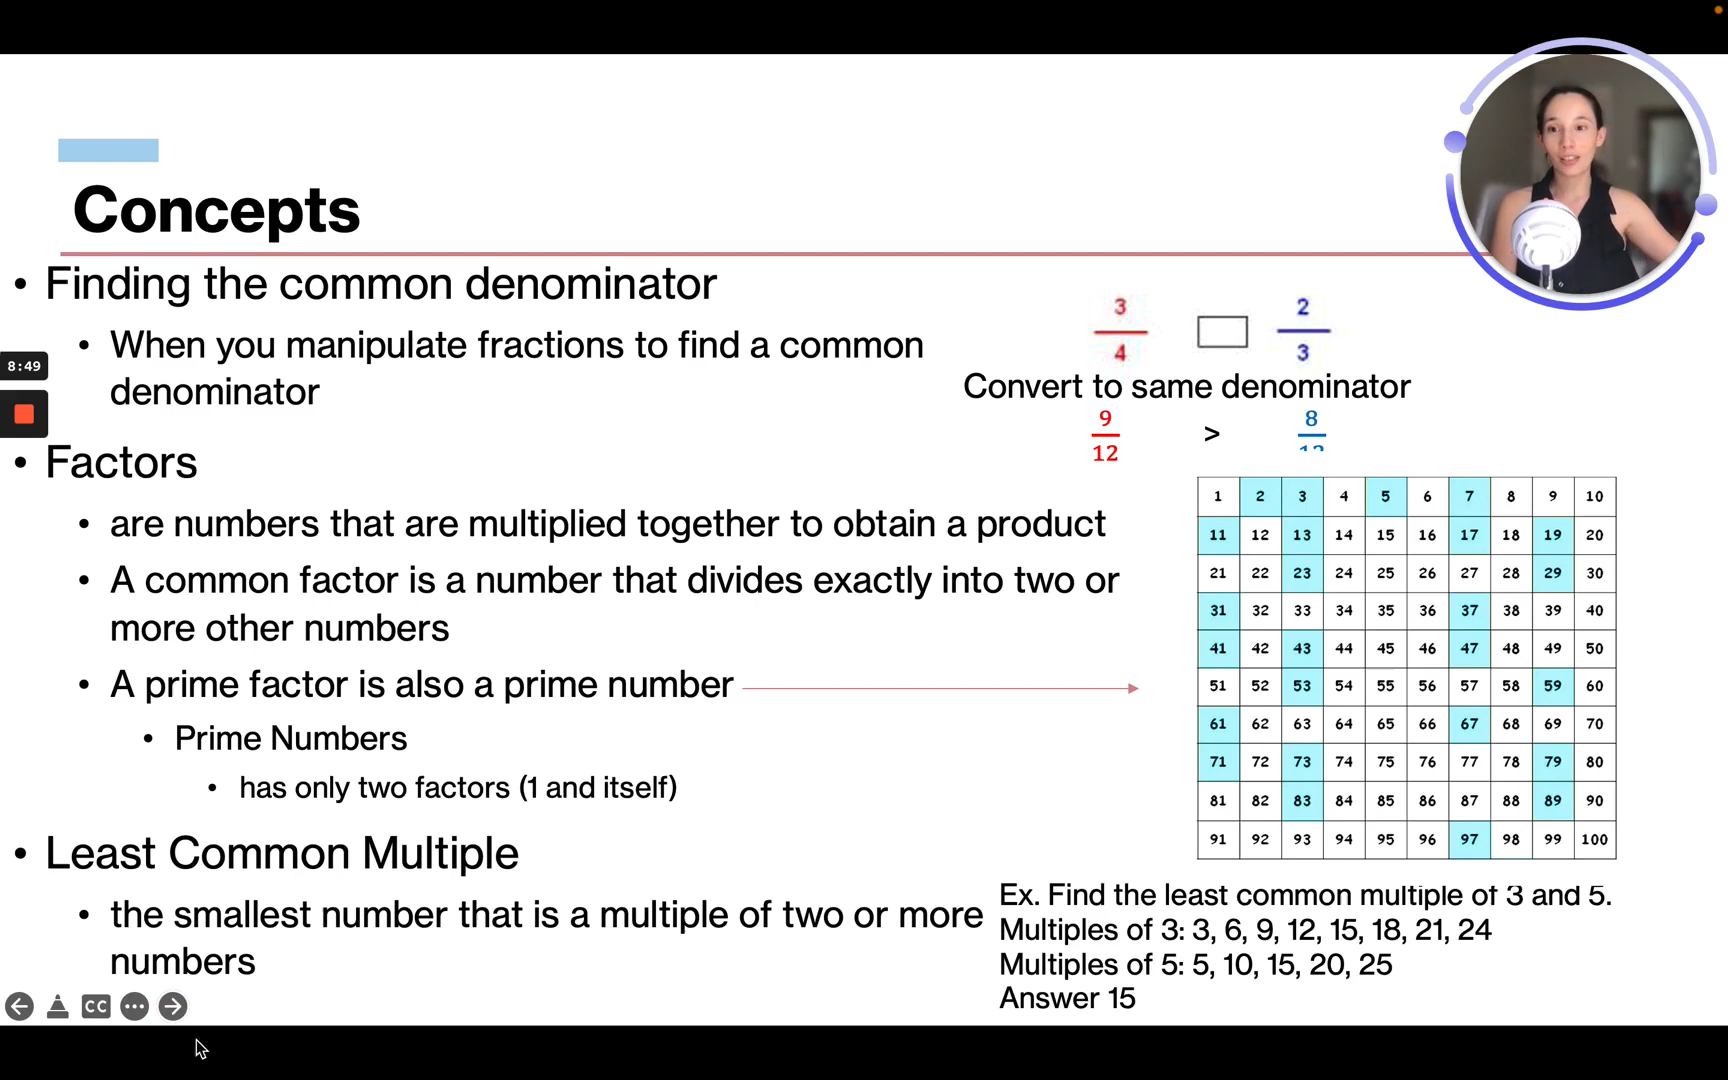 Concepts
• Finding the common denominator
• When you manipulate fractions to find a common
denominator
8:49
• Factors
• are numbers that are multiplied together to obtain a product
• A common factor is a number that divides exactly into two or
more other numbers
• A prime factor is also a prime number
• Prime Numbers
• has only two factors (1 and itself)
• Least Common Multiple
• the smallest number that is a multiple of two or more
numbers
3 2
4 3
Convert to same denominator
9 > 8
12 12
1 2 3 4 5 6 7 8 9 10
11 12 13 14 15 16 17 18 19 20
21 22 23 24 25 26 27 28 29 30
31 32 33 34 35 36 37 38 39 40
41 42 43 44 45 46 47 48 49 50
51 52 53 54 55 56 57 58 59 60
61 62 63 64 65 66 67 68 69 70
71 72 73 74 75 76 77 78 79 80
81 82 83 84 85 86 87 88 89 90
91 92 93 94 95 96 97 98 99 100
Ex. Find the least common multiple of 3 and 5.
Multiples of 3: 3, 6, 9, 12, 15, 18, 21, 24
Multiples of 5: 5, 10, 15, 20, 25
Answer 15
CC